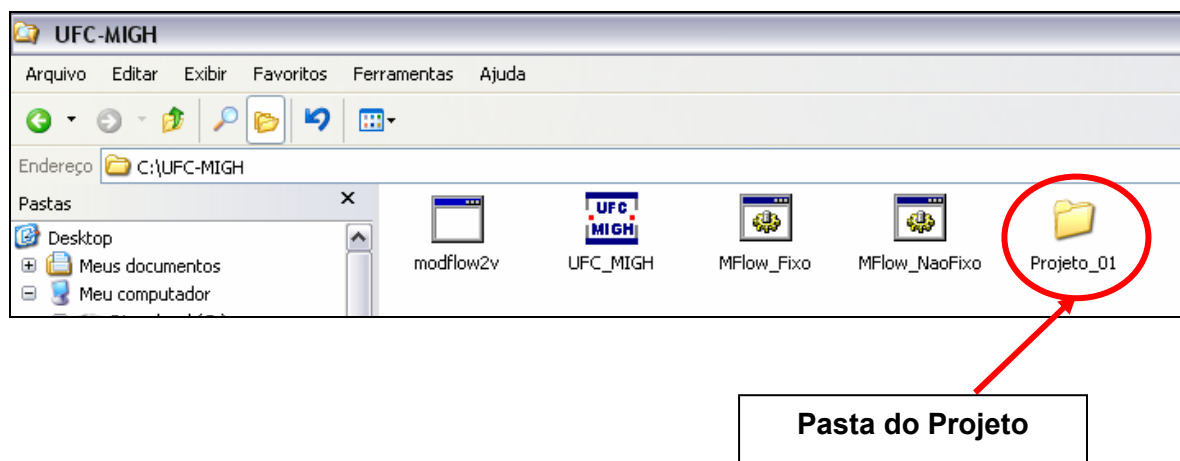 UFC-MIGH
Arquivo Editar Exibir Favoritos Ferramentas Ajuda
Endereço C:\UFC-MIGH
Pastas
Desktop
Meus documentos
Meu computador
UFC
MIGH
modflow2v UFC_MIGH MFlow_Fixo MFlow_NaoFixo Projeto_01
Pasta do Projeto